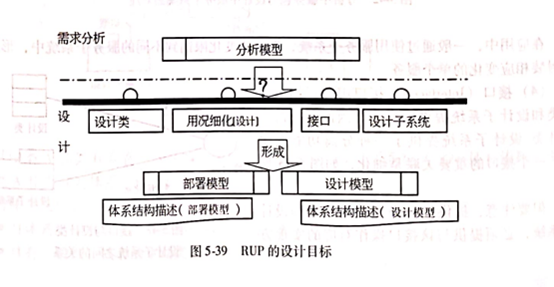 需求分析
分析模型
?
设计
设计类
用况细化(设计)
接口
设计子系统
形成
部署模型
设计模型
体系结构描述(部署模型)
体系结构描述(设计模型)
图5-39 RUP的设计目标